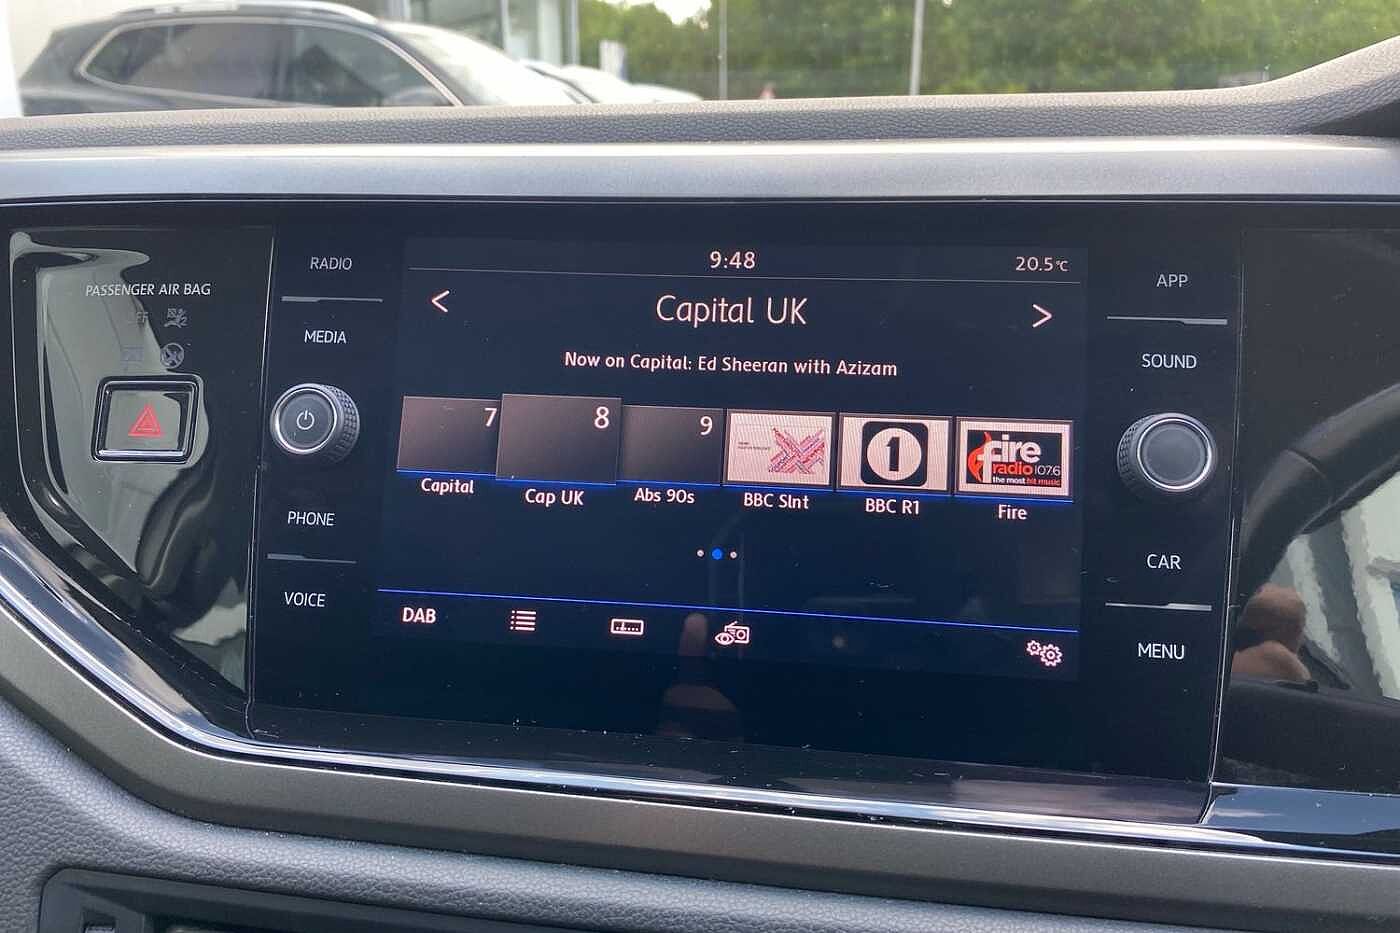 9:48
20.5°C
<
Capital UK
>
Now on Capital: Ed Sheeran with Azizam
7
8
9
1
fire
radio 107.6
the most hit music
Capital
Cap UK
Abs 90s
BBC Slnt
BBC R1
Fire
DAB
RADIO
MEDIA
PHONE
VOICE
APP
SOUND
CAR
MENU
PASSENGER AIR BAG